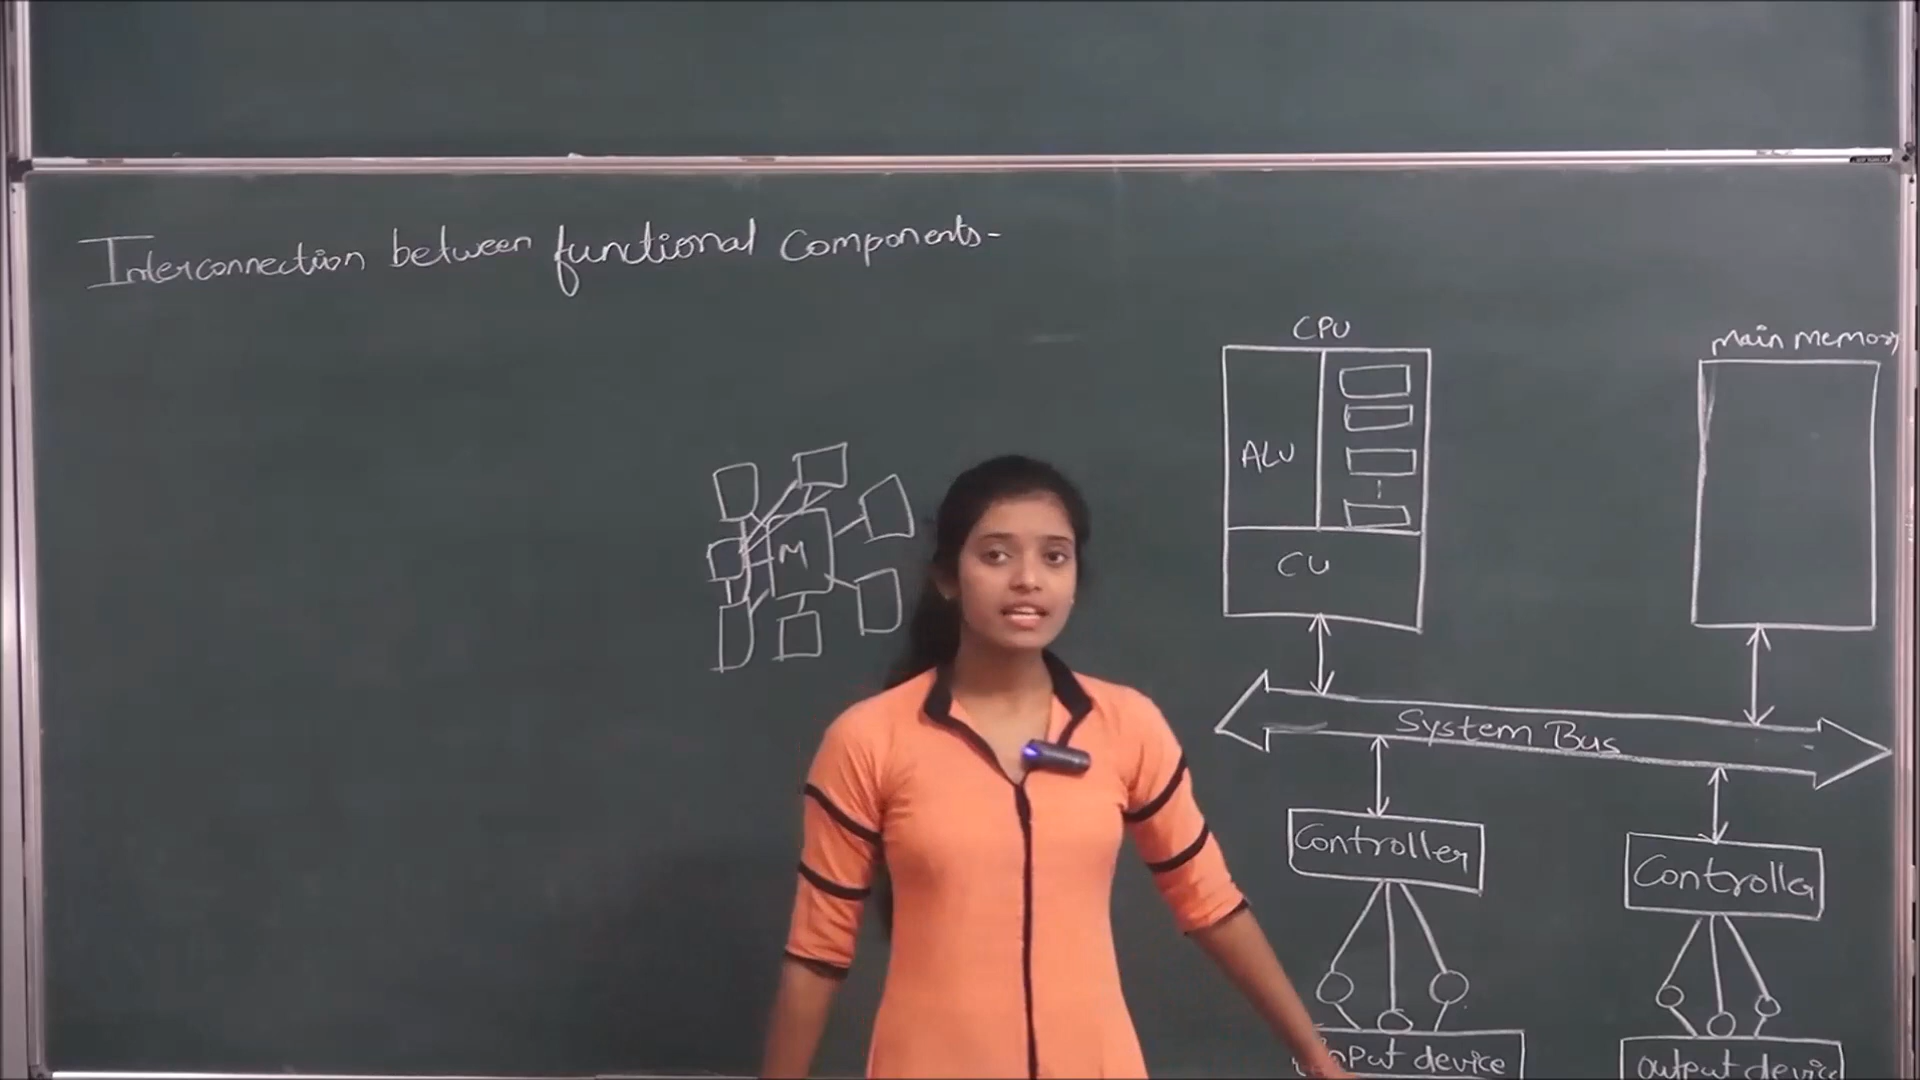 Interconnection between functional Components-
CPU
Main Memory
ALU
M
CU
System Bus
Controller
Controller
Input device
Output device